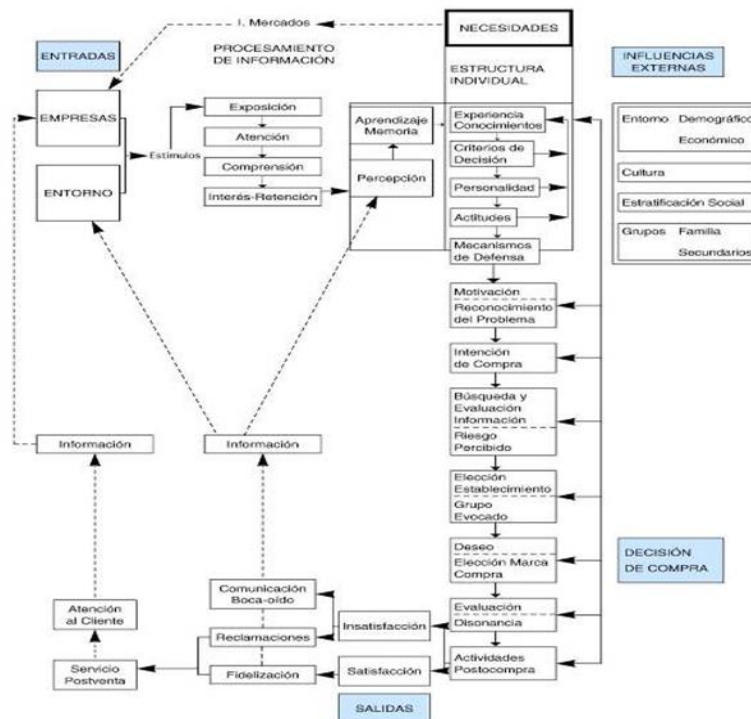 I. Mercados
NECESIDADES
ENTRADAS
PROCESAMIENTO
DE INFORMACIÓN
ESTRUCTURA
INDIVIDUAL
INFLUENCIAS
EXTERNAS
EMPRESAS
ENTORNO
Estímulos
Exposición
Atención
Comprensión
Interés-Retención
Aprendizaje
Memoria
Percepción
Experiencia
Conocimientos
Criterios de
Decisión
Personalidad
Actitudes
Mecanismos
de Defensa
Entorno Demográfico
Económico
Cultura
Estratificación Social
Grupos Familia
Secundarios
Motivación
Reconocimiento
del Problema
Intención
de Compra
Búsqueda y
Evaluación
Información
Riesgo
Percibido
Elección
Establecimiento
Grupo
Evocado
Deseo
Elección Marca
Compra
Evaluación
Disonancia
Actividades
Postocompra
DECISIÓN
DE COMPRA
Información
Información
Comunicación
Boca-oído
Insatisfacción
Reclamaciones
Satisfacción
Fidelización
Atención
al Cliente
Servicio
Postventa
SALIDAS